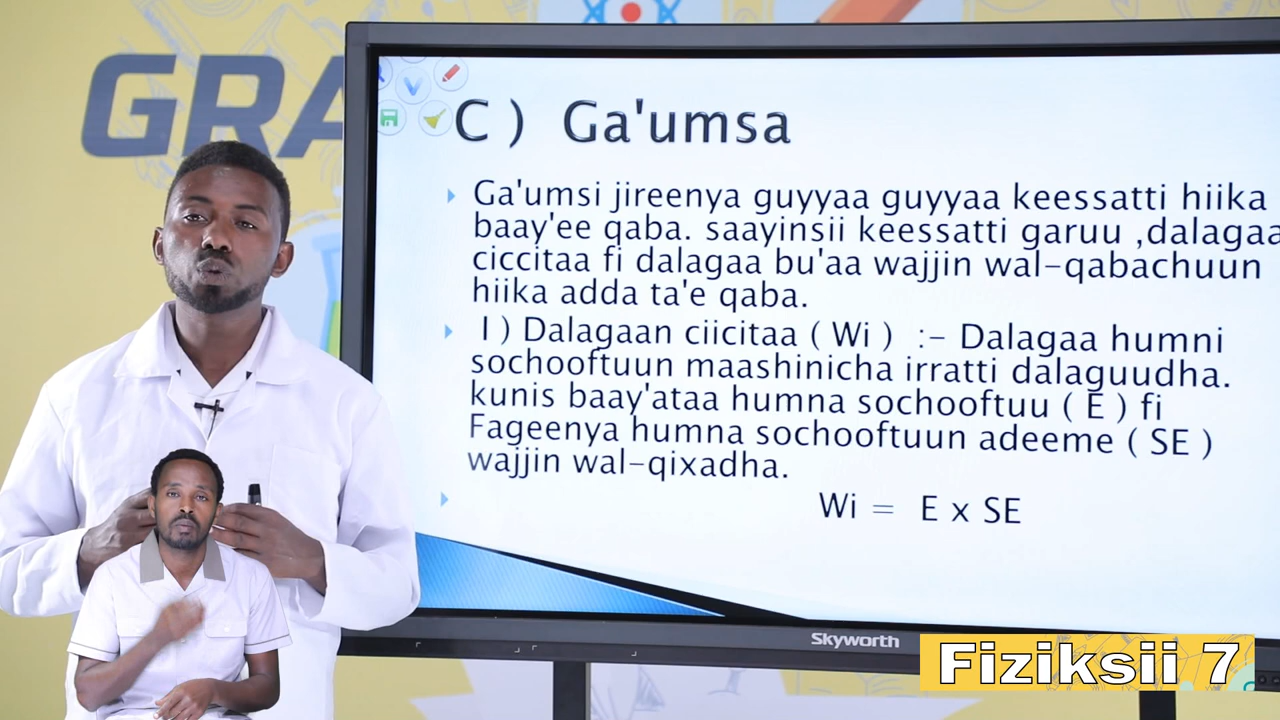 GRA
C ) Ga'umsa
Ga'umsi jireenya guyyaa guyyaa keessatti hiika
baay'ee qaba. saayinsii keessatti garuu ,dalagaa
ciccitaa fi dalagaa bu'aa wajjin wal-qabachuun
hiika adda ta'e qaba.
I ) Dalagaan ciicitaa ( Wi ) :- Dalagaa humni
sochooftuun maashinicha irratti dalaguudha.
kunis baay'ataa humna sochooftuu ( E ) fi
Fageenya humna sochooftuun adeeme ( SE )
wajjin wal-qixadha.
Wi = E x SE
Skyworth
Fiziksii 7